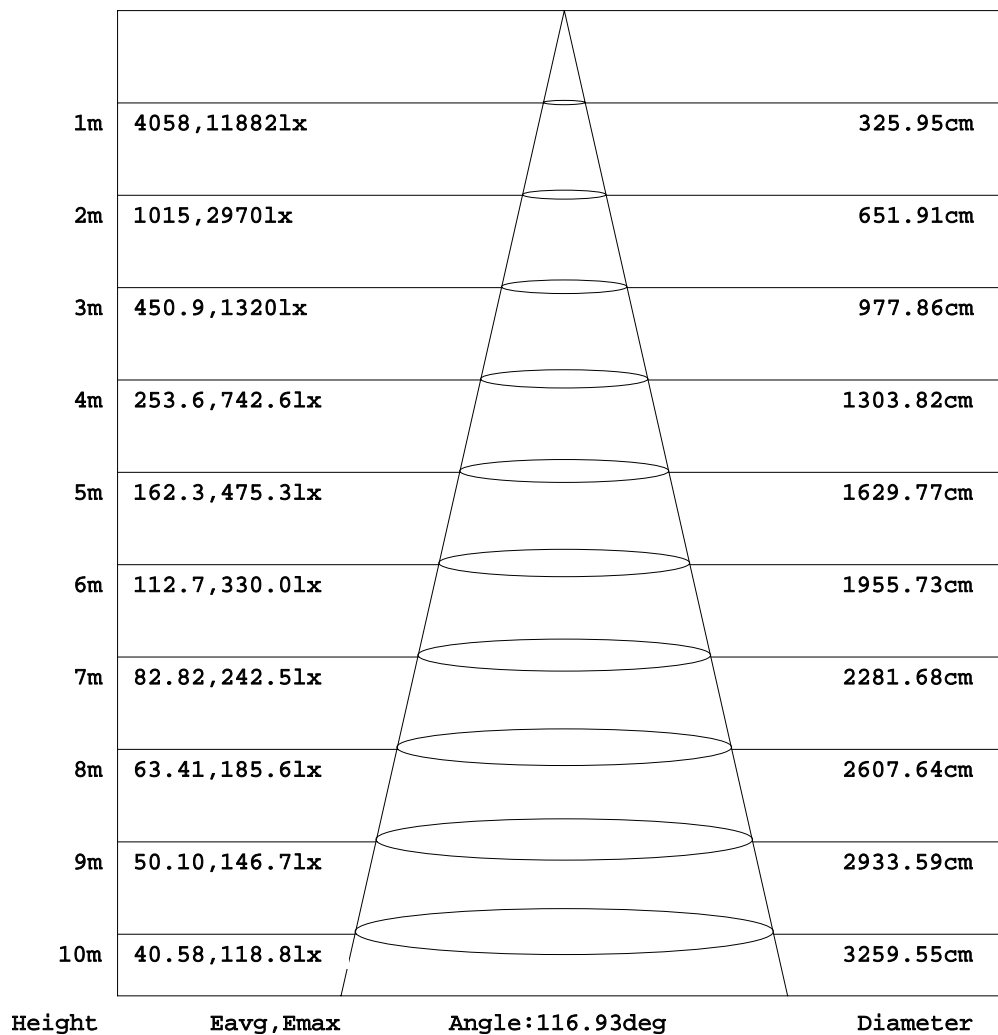 1m 4058,11882lx 325.95cm
2m 1015,2970lx 651.91cm
3m 450.9,1320lx 977.86cm
4m 253.6,742.6lx 1303.82cm
5m 162.3,475.3lx 1629.77cm
6m 112.7,330.0lx 1955.73cm
7m 82.82,242.5lx 2281.68cm
8m 63.41,185.6lx 2607.64cm
9m 50.10,146.7lx 2933.59cm
10m 40.58,118.8lx 3259.55cm
Height Eavg,Emax Angle:116.93deg Diameter